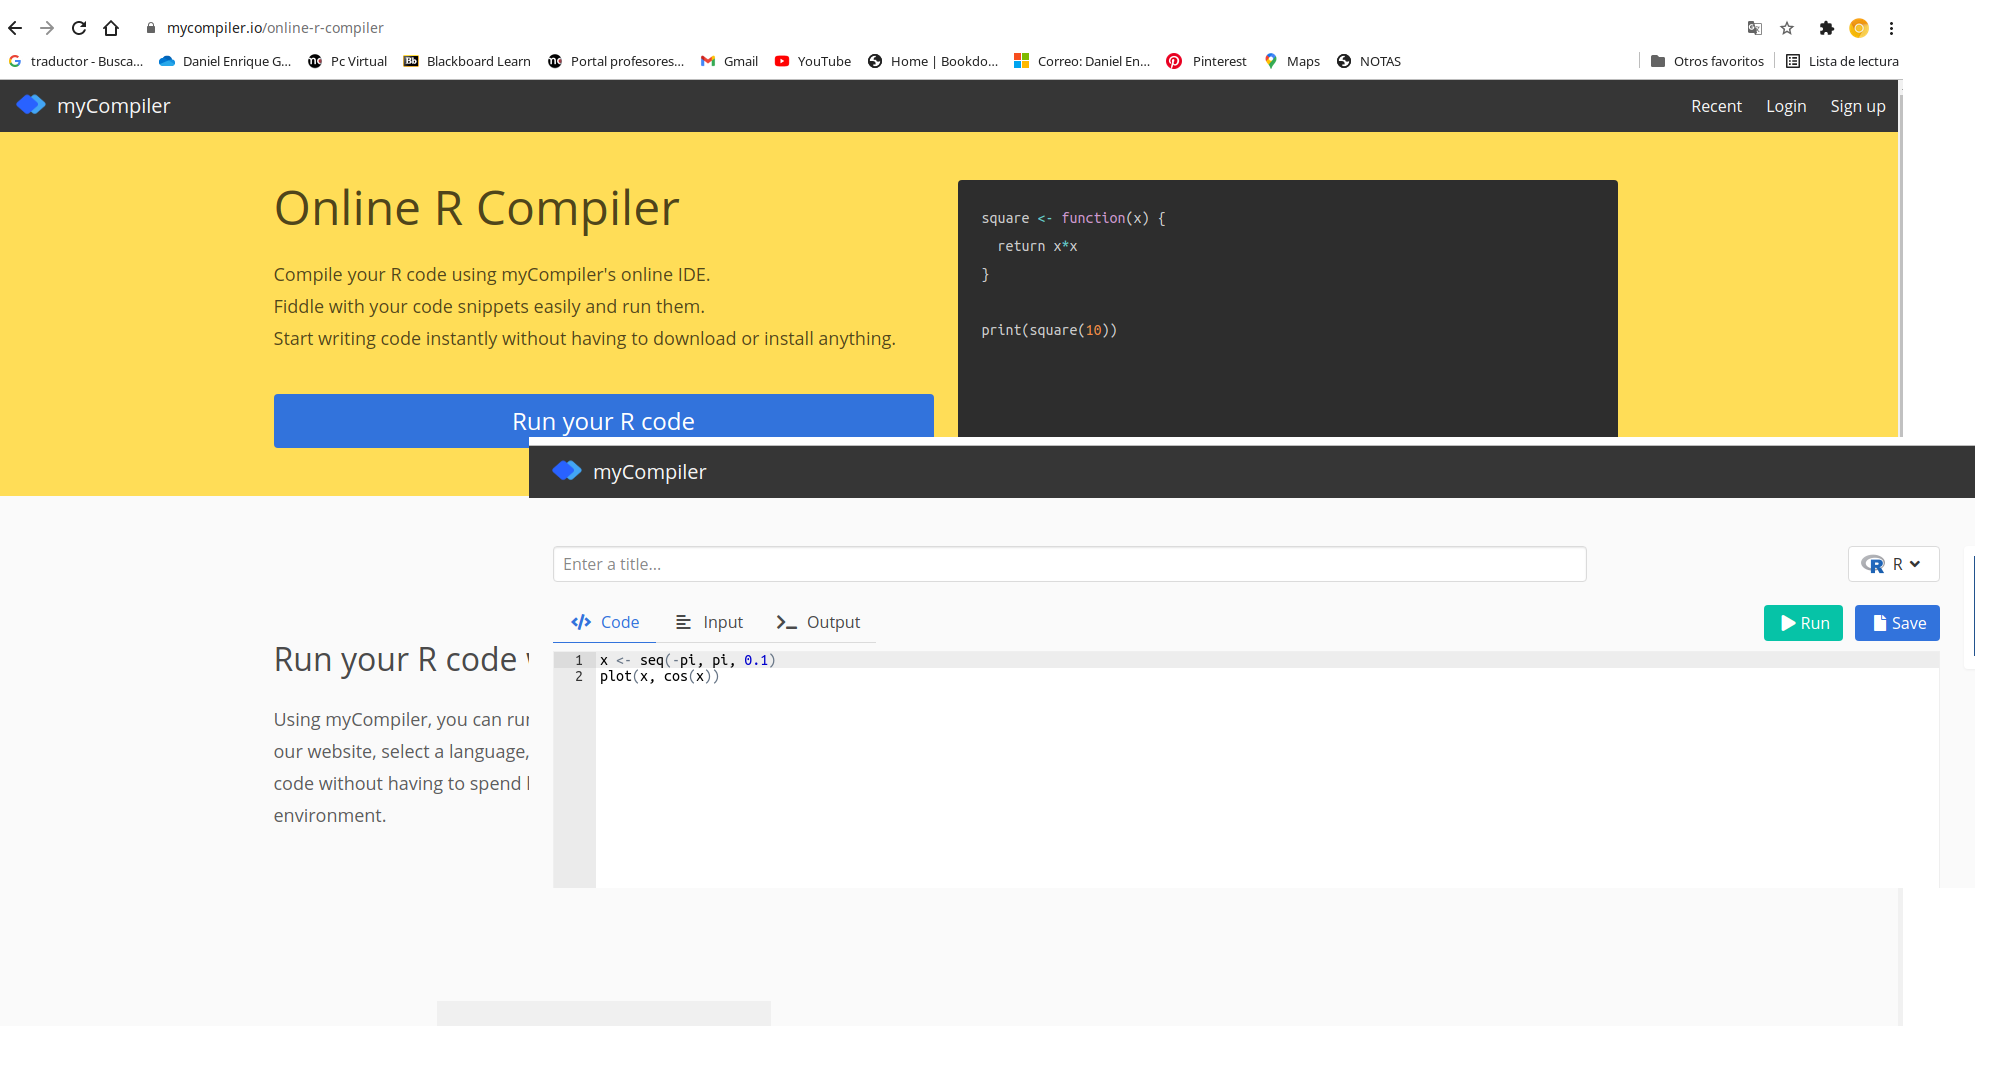 mycompiler.io/online-r-compiler
traductor - Busca... Daniel Enrique G... Pc Virtual Blackboard Learn Portal profesores... Gmail YouTube Home | Bookdo... Correo: Daniel En... Pinterest Maps NOTAS Otros favoritos Lista de lectura
myCompiler Recent Login Sign up
Online R Compiler
Compile your R code using myCompiler's online IDE.
Fiddle with your code snippets easily and run them.
Start writing code instantly without having to download or install anything.
Run your R code
square <- function(x) {
  return x*x
}
print(square(10))
myCompiler
Enter a title...
R
Code Input Output
Run Save
1 x <- seq(-pi, pi, 0.1)
2 plot(x, cos(x))
Run your R code
Using myCompiler, you can run
our website, select a language,
code without having to spend
environment.